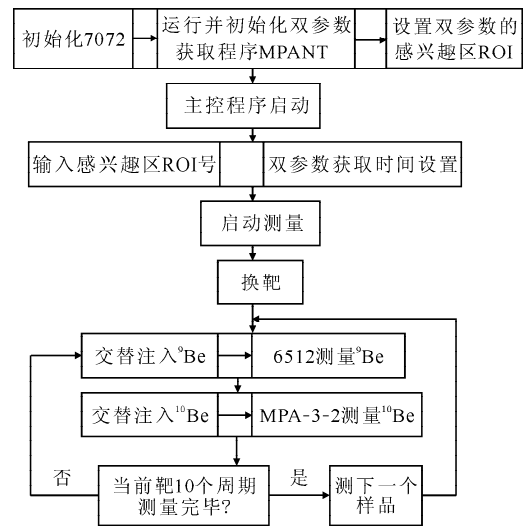 初始化7072
运行并初始化双参数
获取程序MPANT
设置双参数的
感兴趣区ROI
主控程序启动
输入感兴趣区ROI号
双参数获取时间设置
启动测量
换靶
交替注入⁹Be
6512测量⁹Be
交替注入¹⁰Be
MPA-3-2测量¹⁰Be
否
当前靶10个周期
测量完毕?
是
测下一个
样品